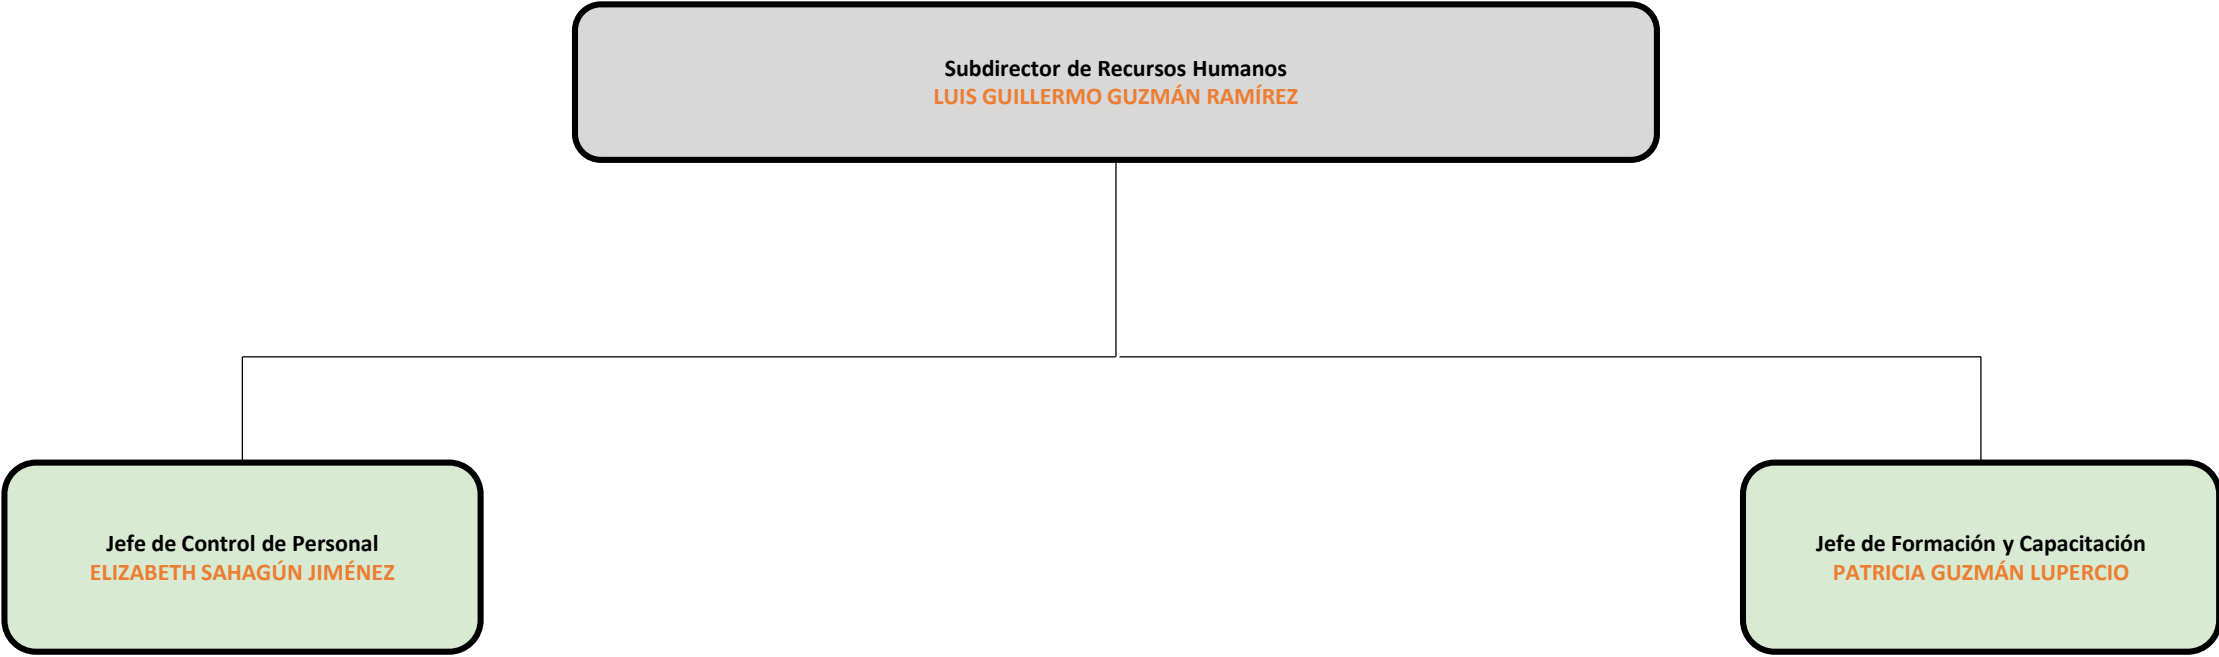 Subdirector de Recursos Humanos
LUIS GUILLERMO GUZMÁN RAMÍREZ
Jefe de Control de Personal
ELIZABETH SAHAGÚN JIMÉNEZ
Jefe de Formación y Capacitación
PATRICIA GUZMÁN LUPERCIO